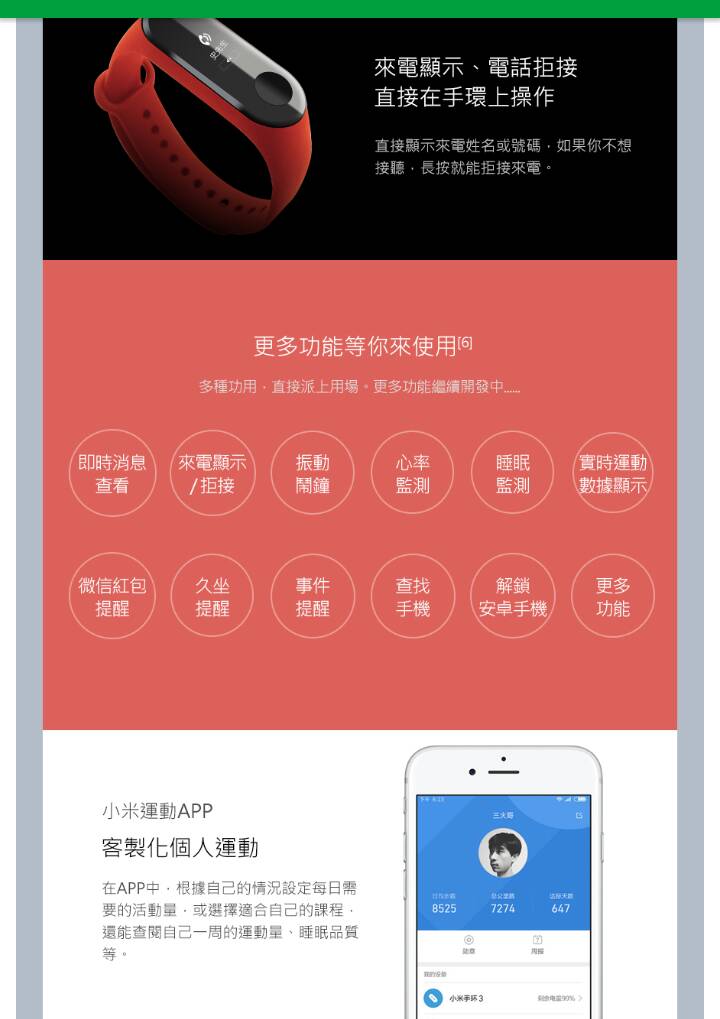 來電顯示、電話拒接
直接在手環上操作
直接顯示來電姓名或號碼，如果你不想
接聽，長按就能拒接來電。
更多功能等你來使用[6]
多種功用，直接派上用場。更多功能繼續開發中......
即時消息
查看
來電顯示
/拒接
振動
鬧鐘
心率
監測
睡眠
監測
實時運動
數據顯示
微信紅包
提醒
久坐
提醒
事件
提醒
查找
手機
解鎖
安卓手機
更多
功能
小米運動APP
客製化個人運動
在APP中，根據自己的情況設定每日需
要的活動量，或選擇適合自己的課程，
還能查閱自己一周的運動量、睡眠品質
等。
三火哥
总公里数
达标天数
8525
7274
647
勋章
周报
我的设备
小米手环 3
剩余电量90%